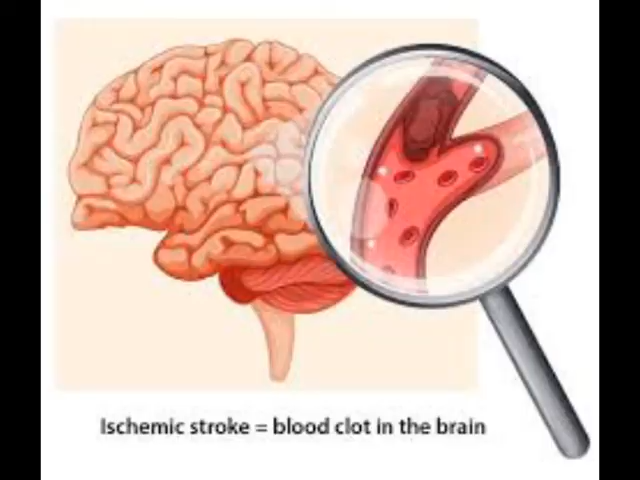 Ischemic stroke = blood clot in the brain